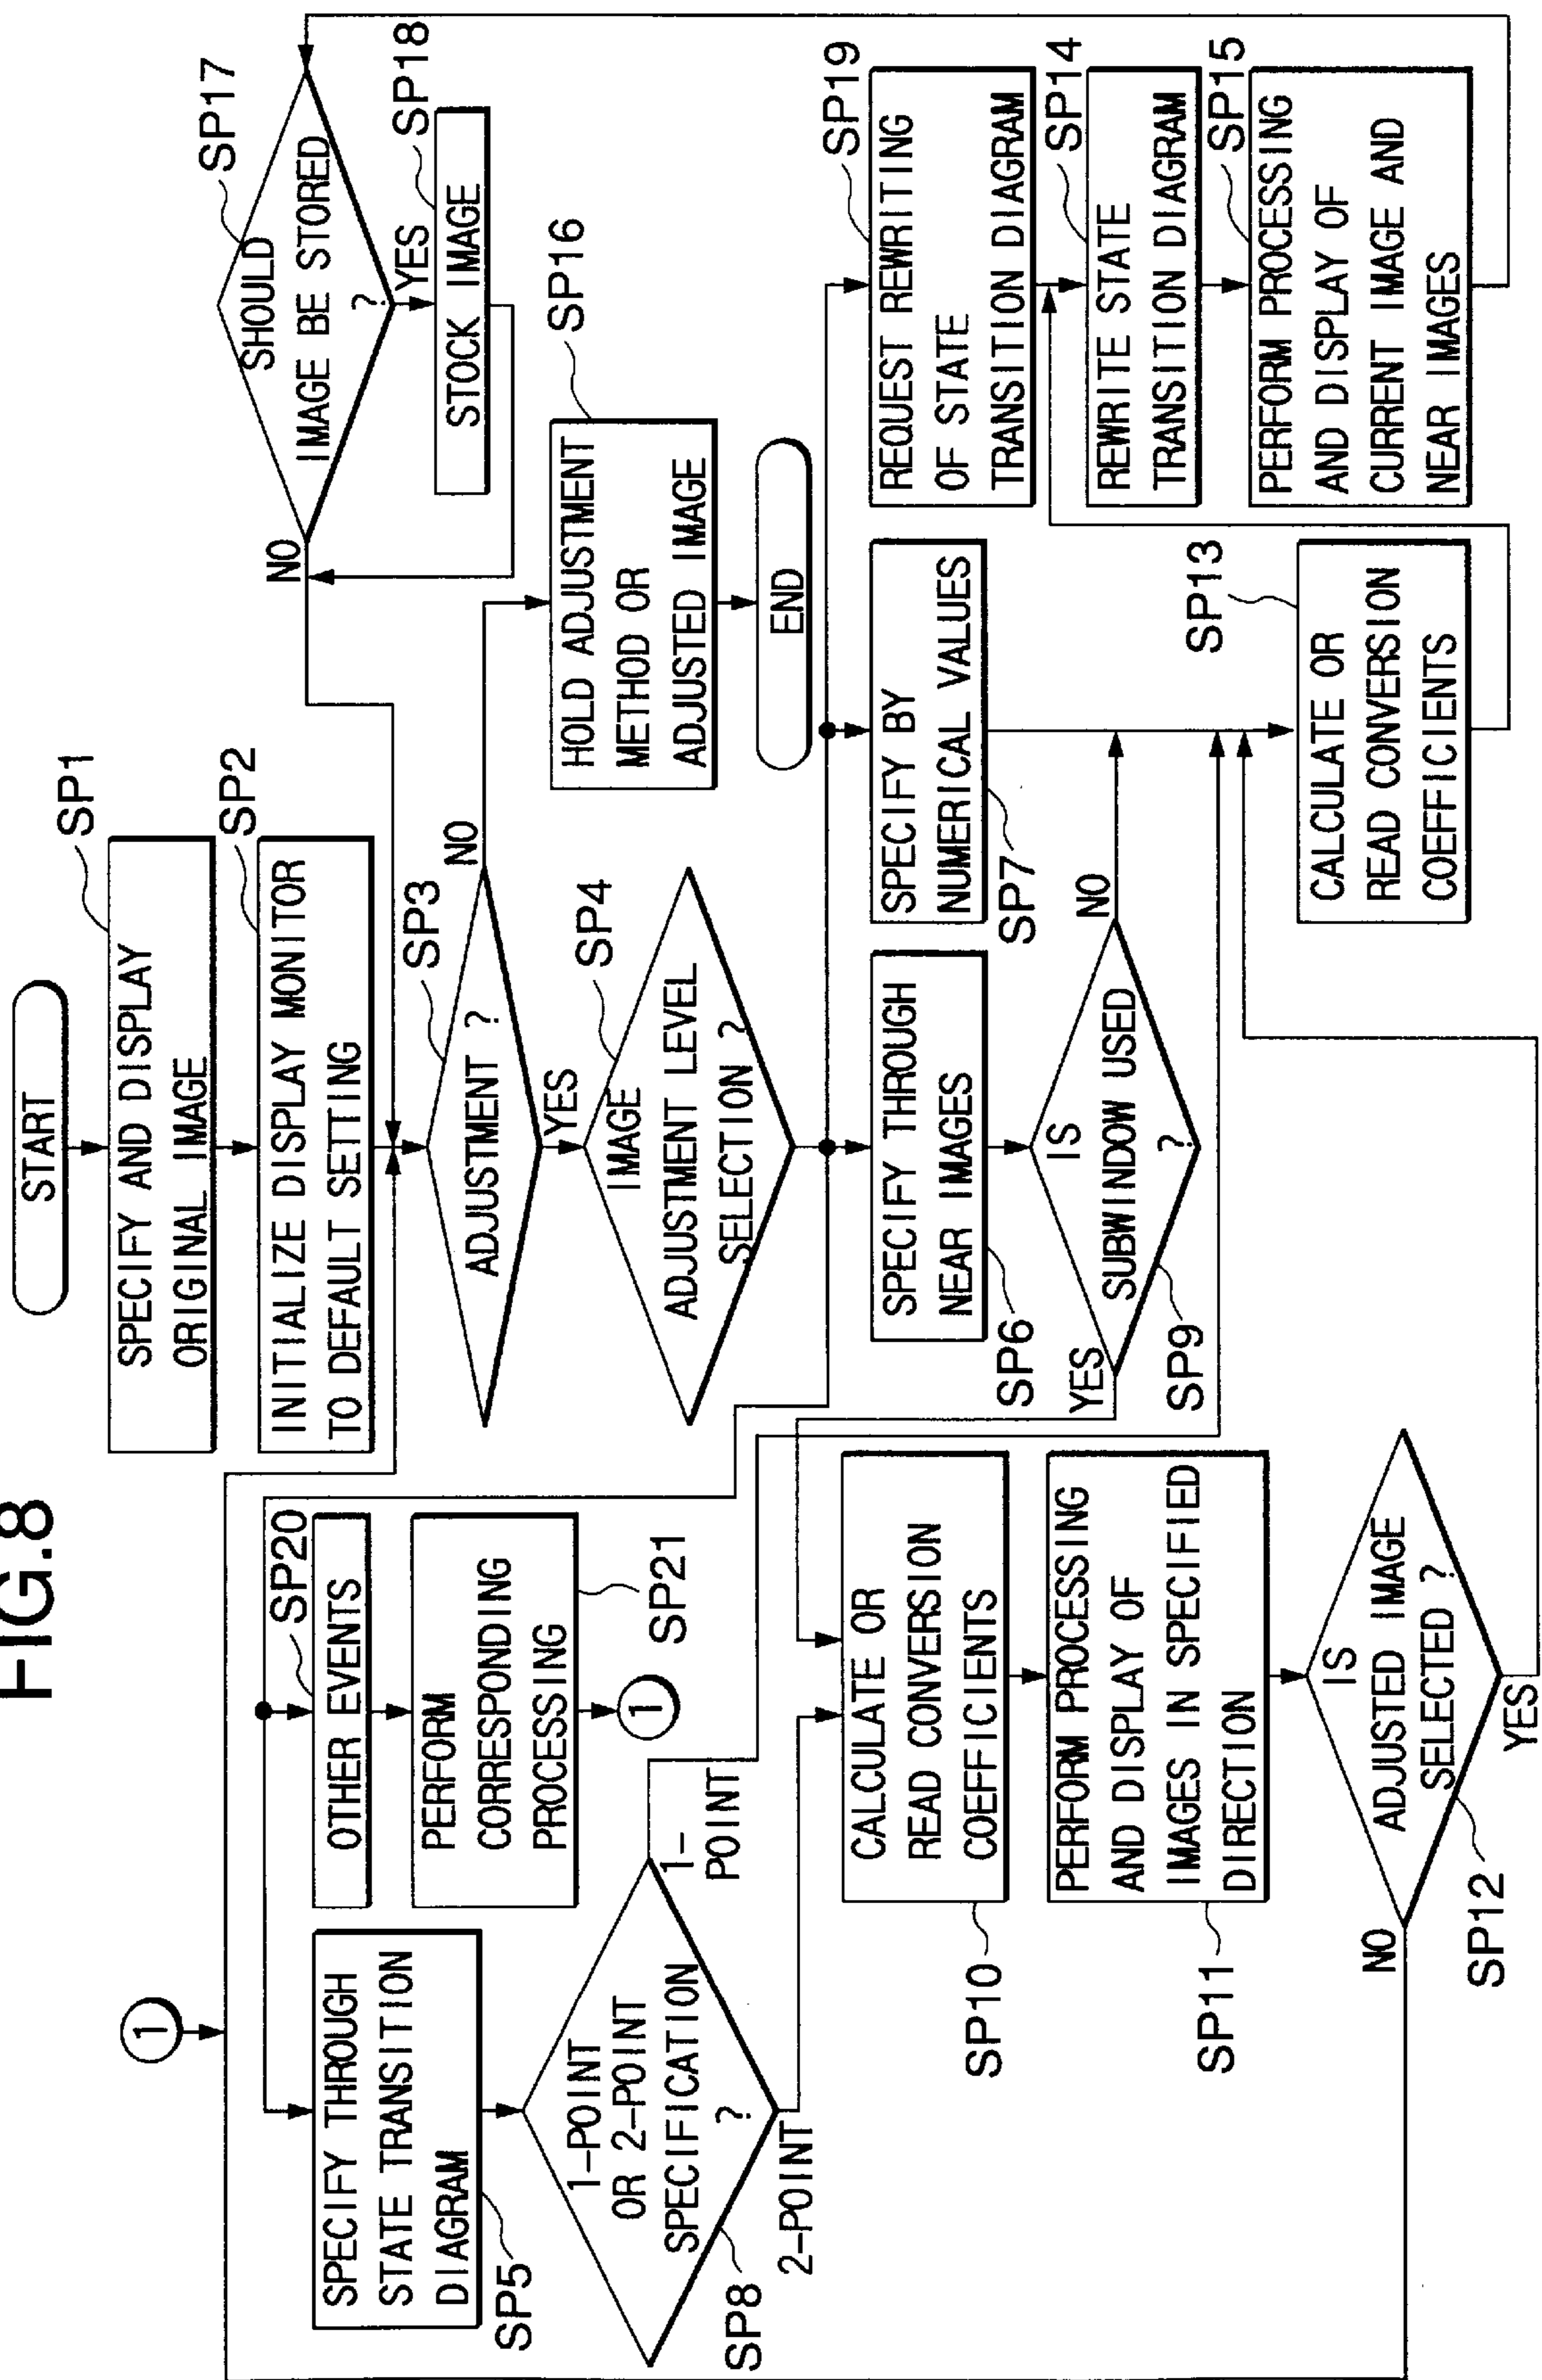 FIG.8
START
SPECIFY AND DISPLAY
ORIGINAL IMAGE
SP1
INITIALIZE DISPLAY MONITOR
TO DEFAULT SETTING
SP2
ADJUSTMENT ?
SP3
NO
YES
IMAGE
ADJUSTMENT LEVEL
SELECTION ?
SP4
SHOULD
IMAGE BE STORED
?
SP17
NO
YES
STOCK IMAGE
SP18
HOLD ADJUSTMENT
METHOD OR
ADJUSTED IMAGE
SP16
END
1
OTHER EVENTS
SP20
PERFORM
CORRESPONDING
PROCESSING
SP21
1
SPECIFY THROUGH
STATE TRANSITION
DIAGRAM
SP5
1-POINT
OR 2-POINT
SPECIFICATION
?
SP8
1-
POINT
2-POINT
SPECIFY THROUGH
NEAR IMAGES
SP6
IS
SUBWINDOW USED
?
SP9
YES
NO
SPECIFY BY
NUMERICAL VALUES
SP7
REQUEST REWRITING
OF STATE
TRANSITION DIAGRAM
SP19
REWRITE STATE
TRANSITION DIAGRAM
SP14
PERFORM PROCESSING
AND DISPLAY OF
CURRENT IMAGE AND
NEAR IMAGES
SP15
CALCULATE OR
READ CONVERSION
COEFFICIENTS
SP10
PERFORM PROCESSING
AND DISPLAY OF
IMAGES IN SPECIFIED
DIRECTION
SP11
IS
ADJUSTED IMAGE
SELECTED ?
SP12
NO
YES
CALCULATE OR
READ CONVERSION
COEFFICIENTS
SP13